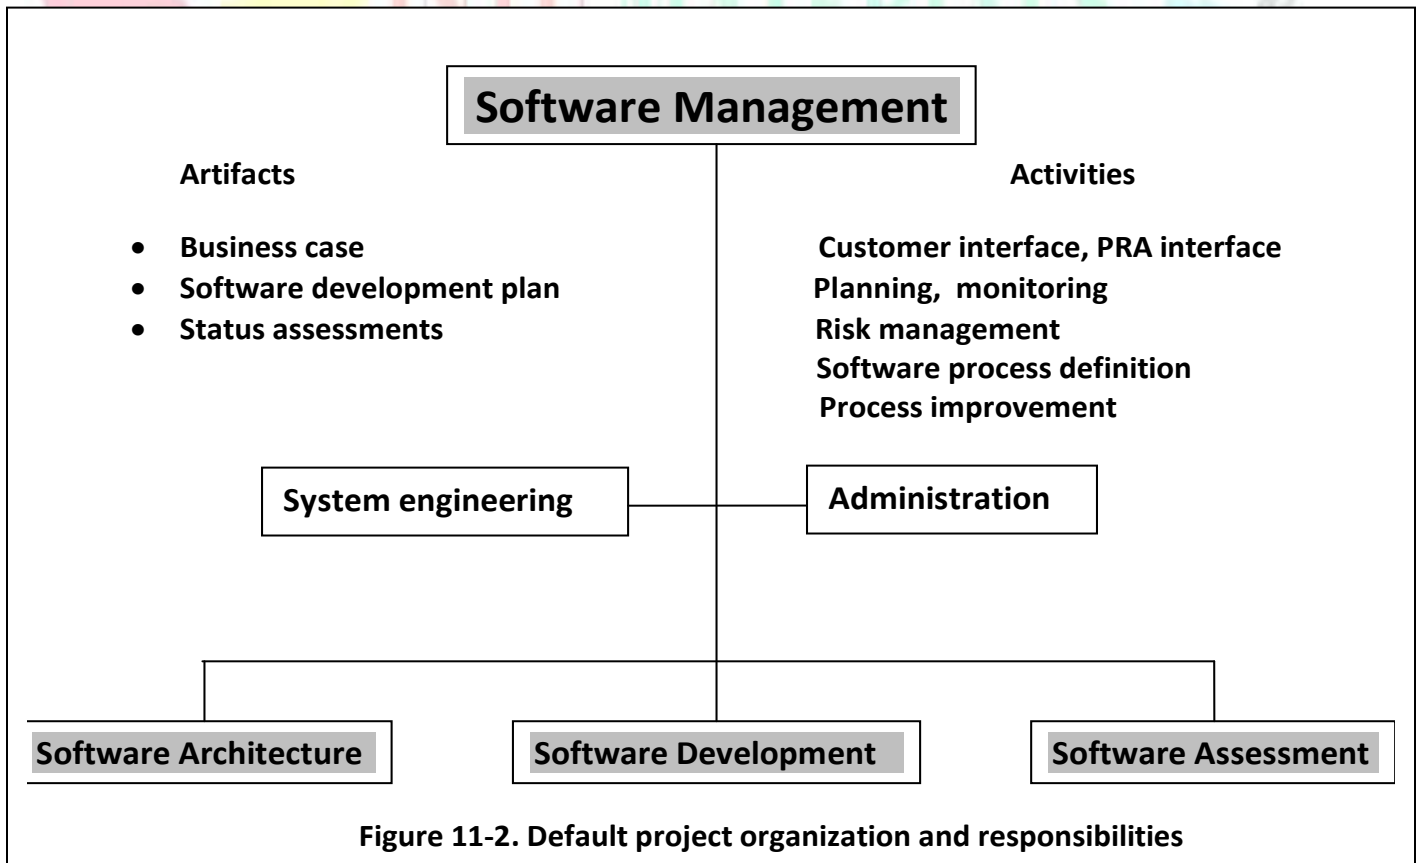 Software Management
Artifacts
Activities
• Business case
• Software development plan
• Status assessments
Customer interface, PRA interface
Planning, monitoring
Risk management
Software process definition
Process improvement
System engineering
Administration
Software Architecture
Software Development
Software Assessment
Figure 11-2. Default project organization and responsibilities